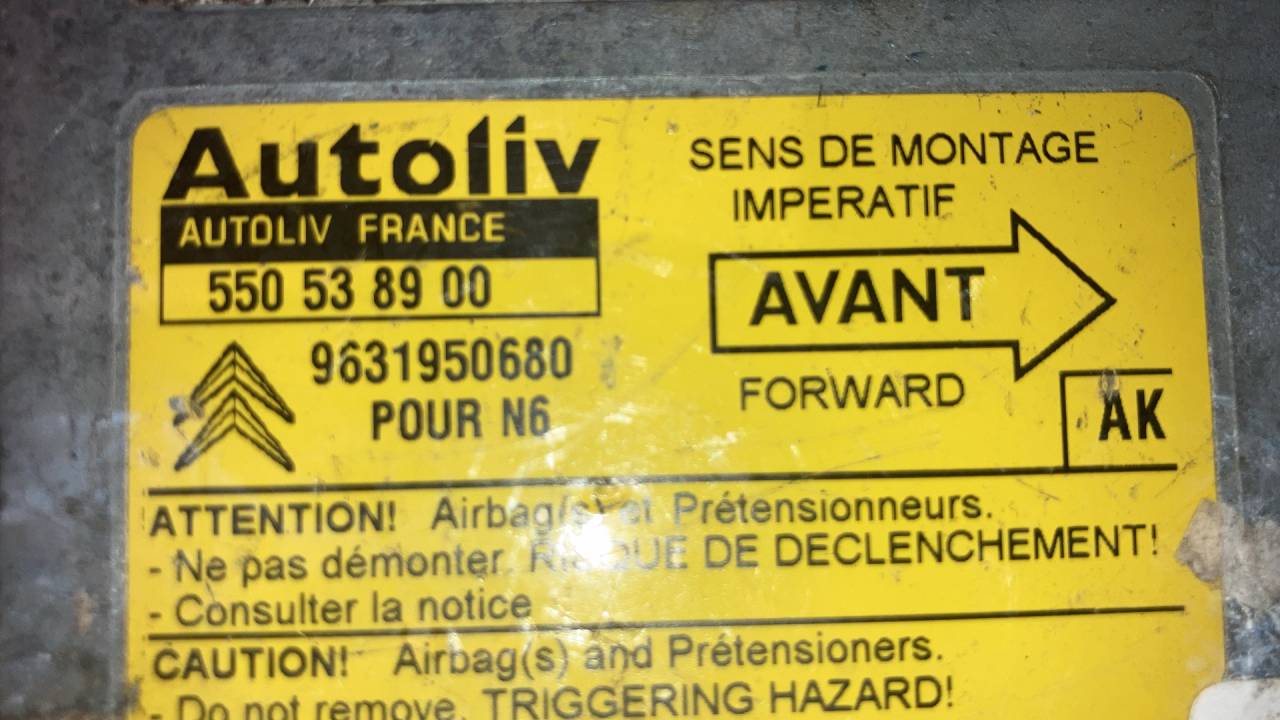 Autoliv
AUTOLIV FRANCE
550 53 89 00
9631950680
POUR N6
SENS DE MONTAGE
IMPERATIF
AVANT
FORWARD
AK
ATTENTION! Airbag(s) et Prétensionneurs.
- Ne pas démonter, RISQUE DE DECLENCHEMENT!
- Consulter la notice
CAUTION! Airbag(s) and Prétensioners.
- Do not remove, TRIGGERING HAZARD!